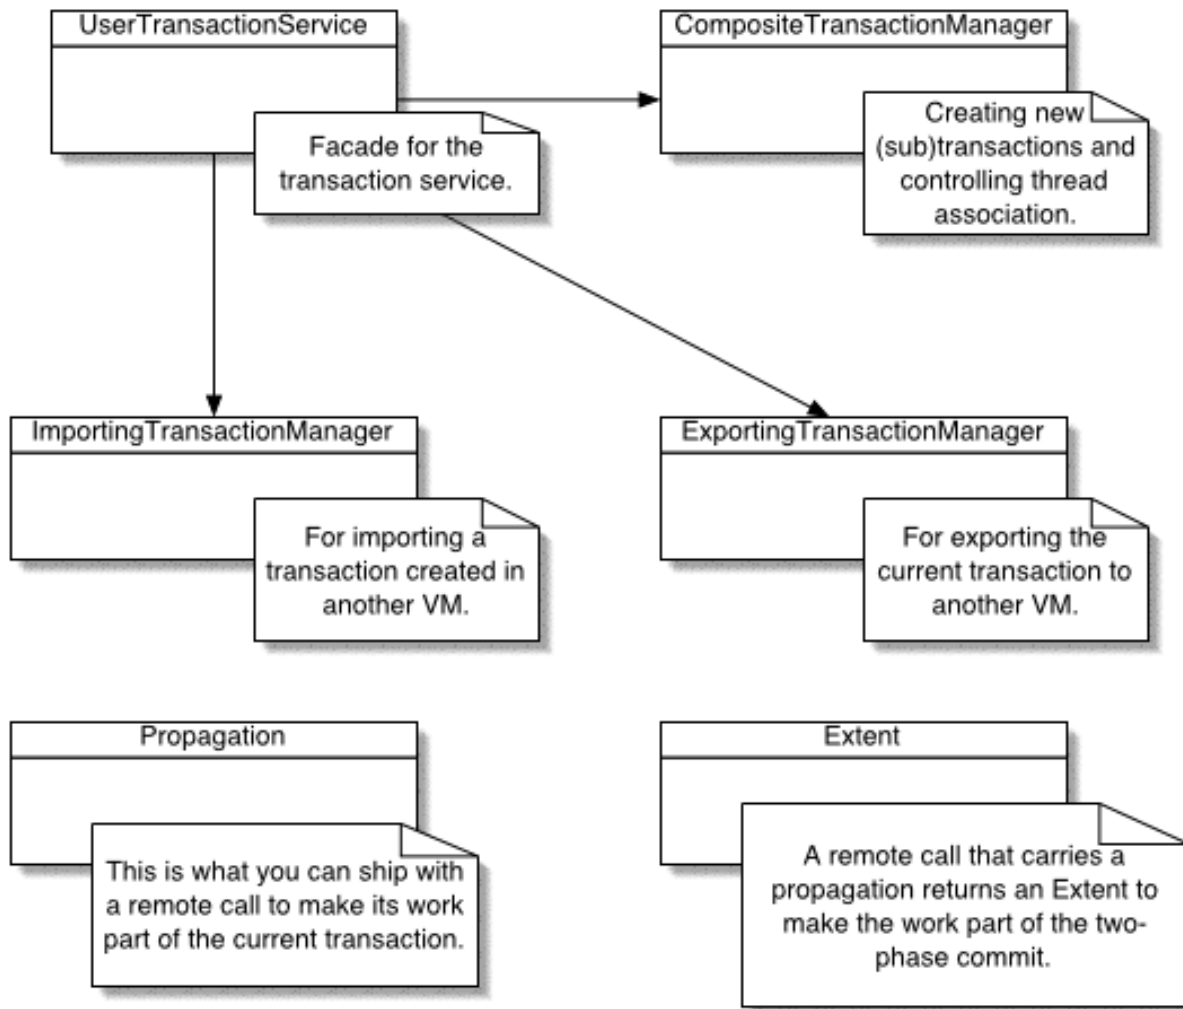 UserTransactionService
Facade for the
transaction service.
CompositeTransactionManager
Creating new
(sub)transactions and
controlling thread
association.
ImportingTransactionManager
For importing a
transaction created in
another VM.
ExportingTransactionManager
For exporting the
current transaction to
another VM.
Propagation
This is what you can ship with
a remote call to make its work
part of the current transaction.
Extent
A remote call that carries a
propagation returns an Extent to
make the work part of the two-
phase commit.